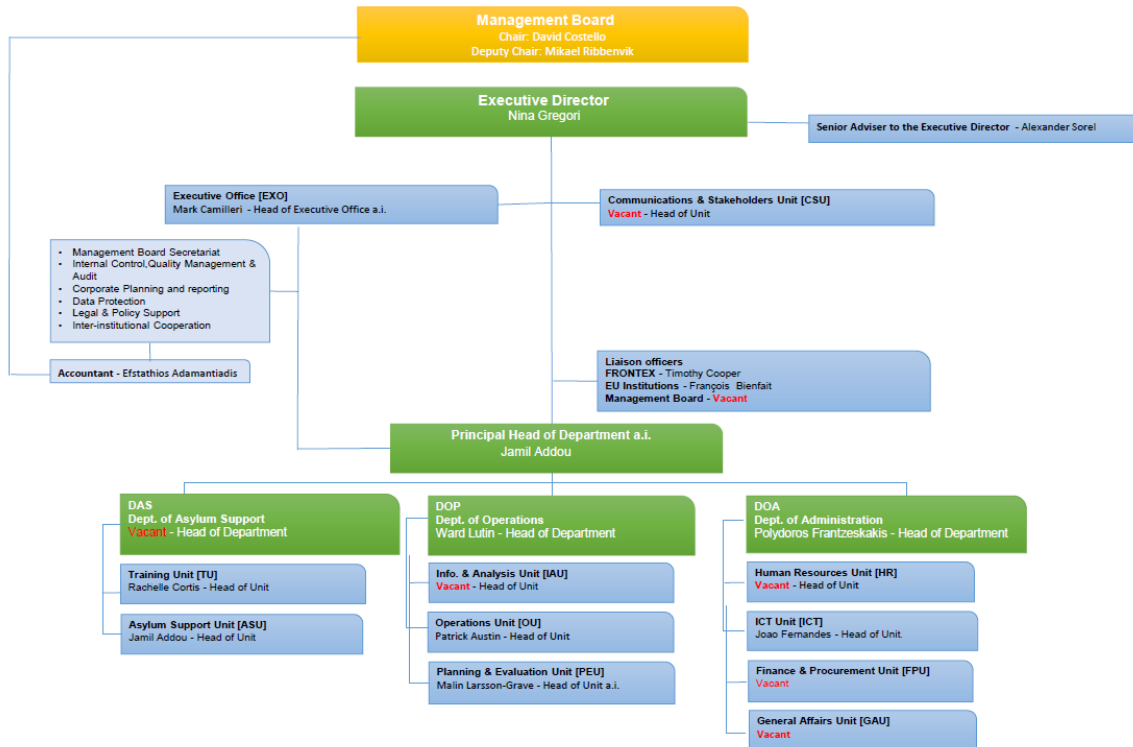 Management Board
Chair: David Costello
Deputy Chair: Mikael Ribbenvik
Executive Director
Nina Gregori
Senior Adviser to the Executive Director - Alexander Sorel
Executive Office [EXO]
Mark Camilleri - Head of Executive Office a.i.
Communications & Stakeholders Unit [CSU]
Vacant - Head of Unit
• Management Board Secretariat
• Internal Control,Quality Management &
Audit
• Corporate Planning and reporting
• Data Protection
• Legal & Policy Support
• Inter-institutional Cooperation
Accountant - Efstathios Adamantiadis
Liaison officers
FRONTEX - Timothy Cooper
EU Institutions - François Bienfait
Management Board - Vacant
Principal Head of Department a.i.
Jamil Addou
DAS
Dept. of Asylum Support
Vacant - Head of Department
Training Unit [TU]
Rachelle Cortis - Head of Unit
Asylum Support Unit [ASU]
Jamil Addou - Head of Unit
DOP
Dept. of Operations
Ward Lutin - Head of Department
Info. & Analysis Unit [IAU]
Vacant - Head of Unit
Operations Unit [OU]
Patrick Austin - Head of Unit
Planning & Evaluation Unit [PEU]
Malin Larsson-Grave - Head of Unit a.i.
DOA
Dept. of Administration
Polydoros Frantzeskakis - Head of Department
Human Resources Unit [HR]
Vacant - Head of Unit
ICT Unit [ICT]
Joao Fernandes - Head of Unit.
Finance & Procurement Unit [FPU]
Vacant
General Affairs Unit [GAU]
Vacant